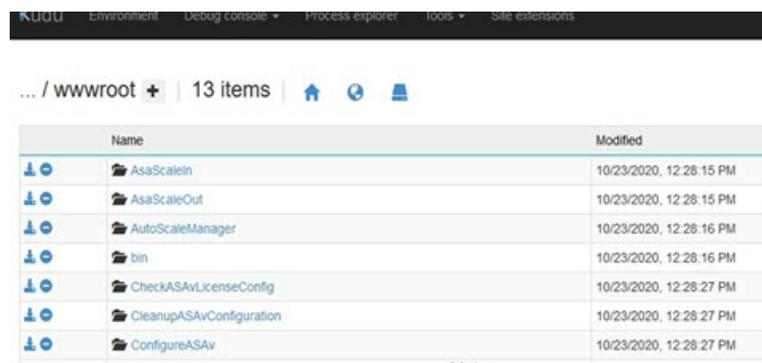 Kudu Environment Debug console Process explorer Tools Site extensions
... / wwwroot + 13 items
Name Modified
AsaScaleIn 10/23/2020, 12:28:15 PM
AsaScaleOut 10/23/2020, 12:28:15 PM
AutoScaleManager 10/23/2020, 12:28:16 PM
bin 10/23/2020, 12:28:16 PM
CheckASAvLicenseConfig 10/23/2020, 12:28:27 PM
CleanupASAvConfiguration 10/23/2020, 12:28:27 PM
ConfigureASAv 10/23/2020, 12:28:27 PM